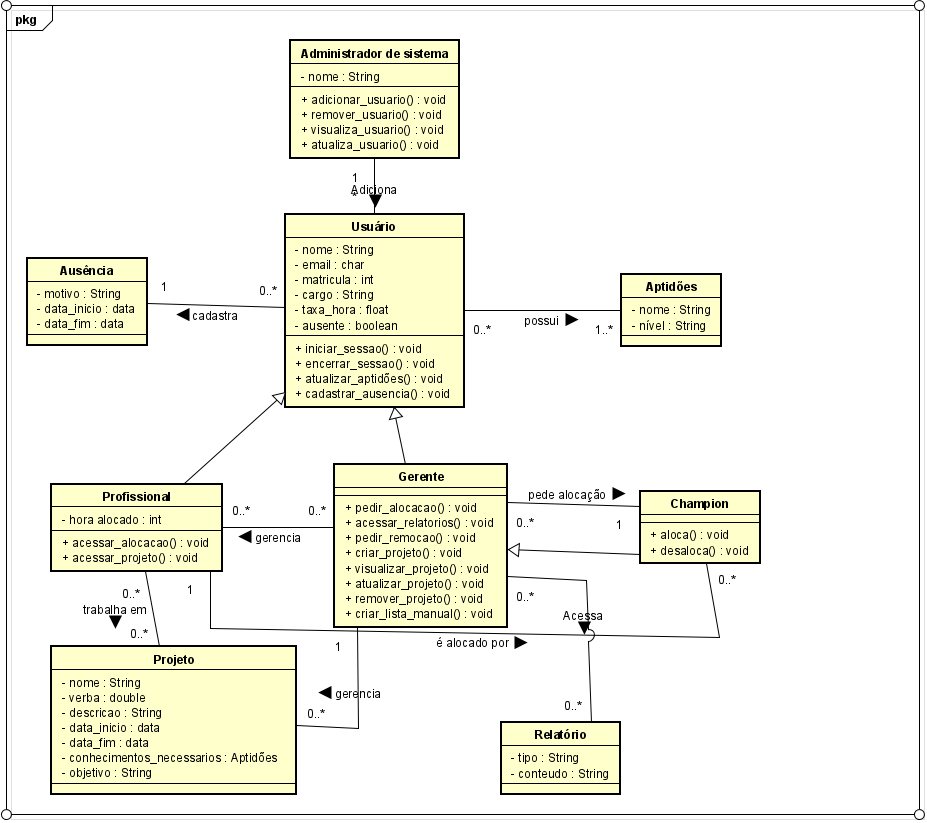 pkg
Administrador de sistema
- nome : String
+ adicionar_usuario() : void
+ remover_usuario() : void
+ visualiza_usuario() : void
+ atualiza_usuario() : void
1
*
Adiciona
Usuário
- nome : String
- email : char
- matricula : int
- cargo : String
- taxa_hora : float
- ausente : boolean
+ iniciar_sessao() : void
+ encerrar_sessao() : void
+ atualizar_aptidões() : void
+ cadastrar_ausencia() : void
Ausência
- motivo : String
- data_inicio : data
- data_fim : data
1
0..*
cadastra
Aptidões
- nome : String
- nível : String
0..*
possui
1..*
Profissional
- hora alocado : int
+ acessar_alocacao() : void
+ acessar_projeto() : void
0..*
0..*
gerencia
Gerente
+ pedir_alocacao() : void
+ acessar_relatorios() : void
+ pedir_remocao() : void
+ criar_projeto() : void
+ visualizar_projeto() : void
+ atualizar_projeto() : void
+ remover_projeto() : void
+ criar_lista_manual() : void
pede alocação
0..*
1
Champion
+ aloca() : void
+ desaloca() : void
0..*
1
é alocado por
0..*
trabalha em
0..*
0..*
Acessa
0..*
1
gerencia
0..*
Projeto
- nome : String
- verba : double
- descricao : String
- data_inicio : data
- data_fim : data
- conhecimentos_necessarios : Aptidões
- objetivo : String
Relatório
- tipo : String
- conteudo : String